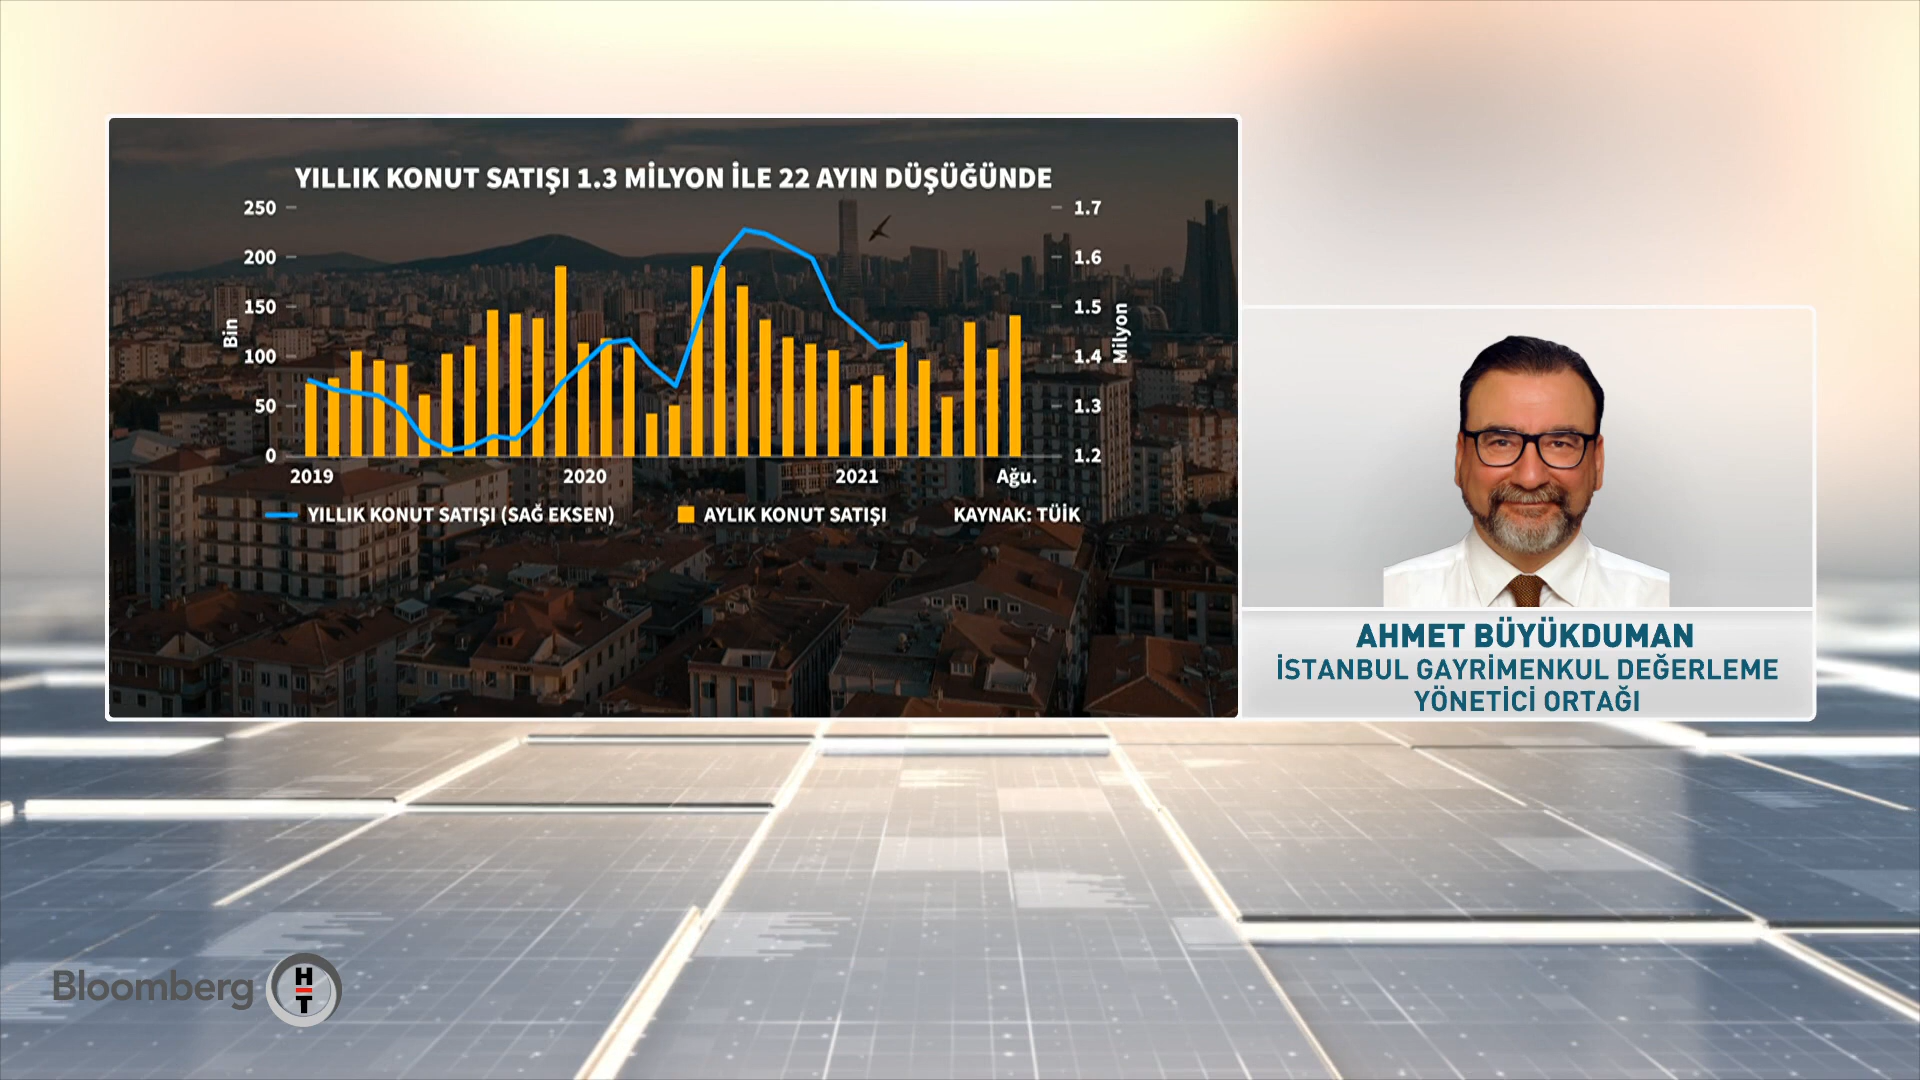 YILLIK KONUT SATIŞI 1.3 MİLYON İLE 22 AYIN DÜŞÜĞÜNDE
250
200
150
100
50
0
Bin
1.7
1.6
1.5
1.4
1.3
1.2
Milyon
2019
2020
2021
Ağu.
YILLIK KONUT SATIŞI (SAĞ EKSEN)
AYLIK KONUT SATIŞI
KAYNAK: TÜİK
AHMET BÜYÜKDUMAN
İSTANBUL GAYRİMENKUL DEĞERLEME
YÖNETİCİ ORTAĞI
Bloomberg HT